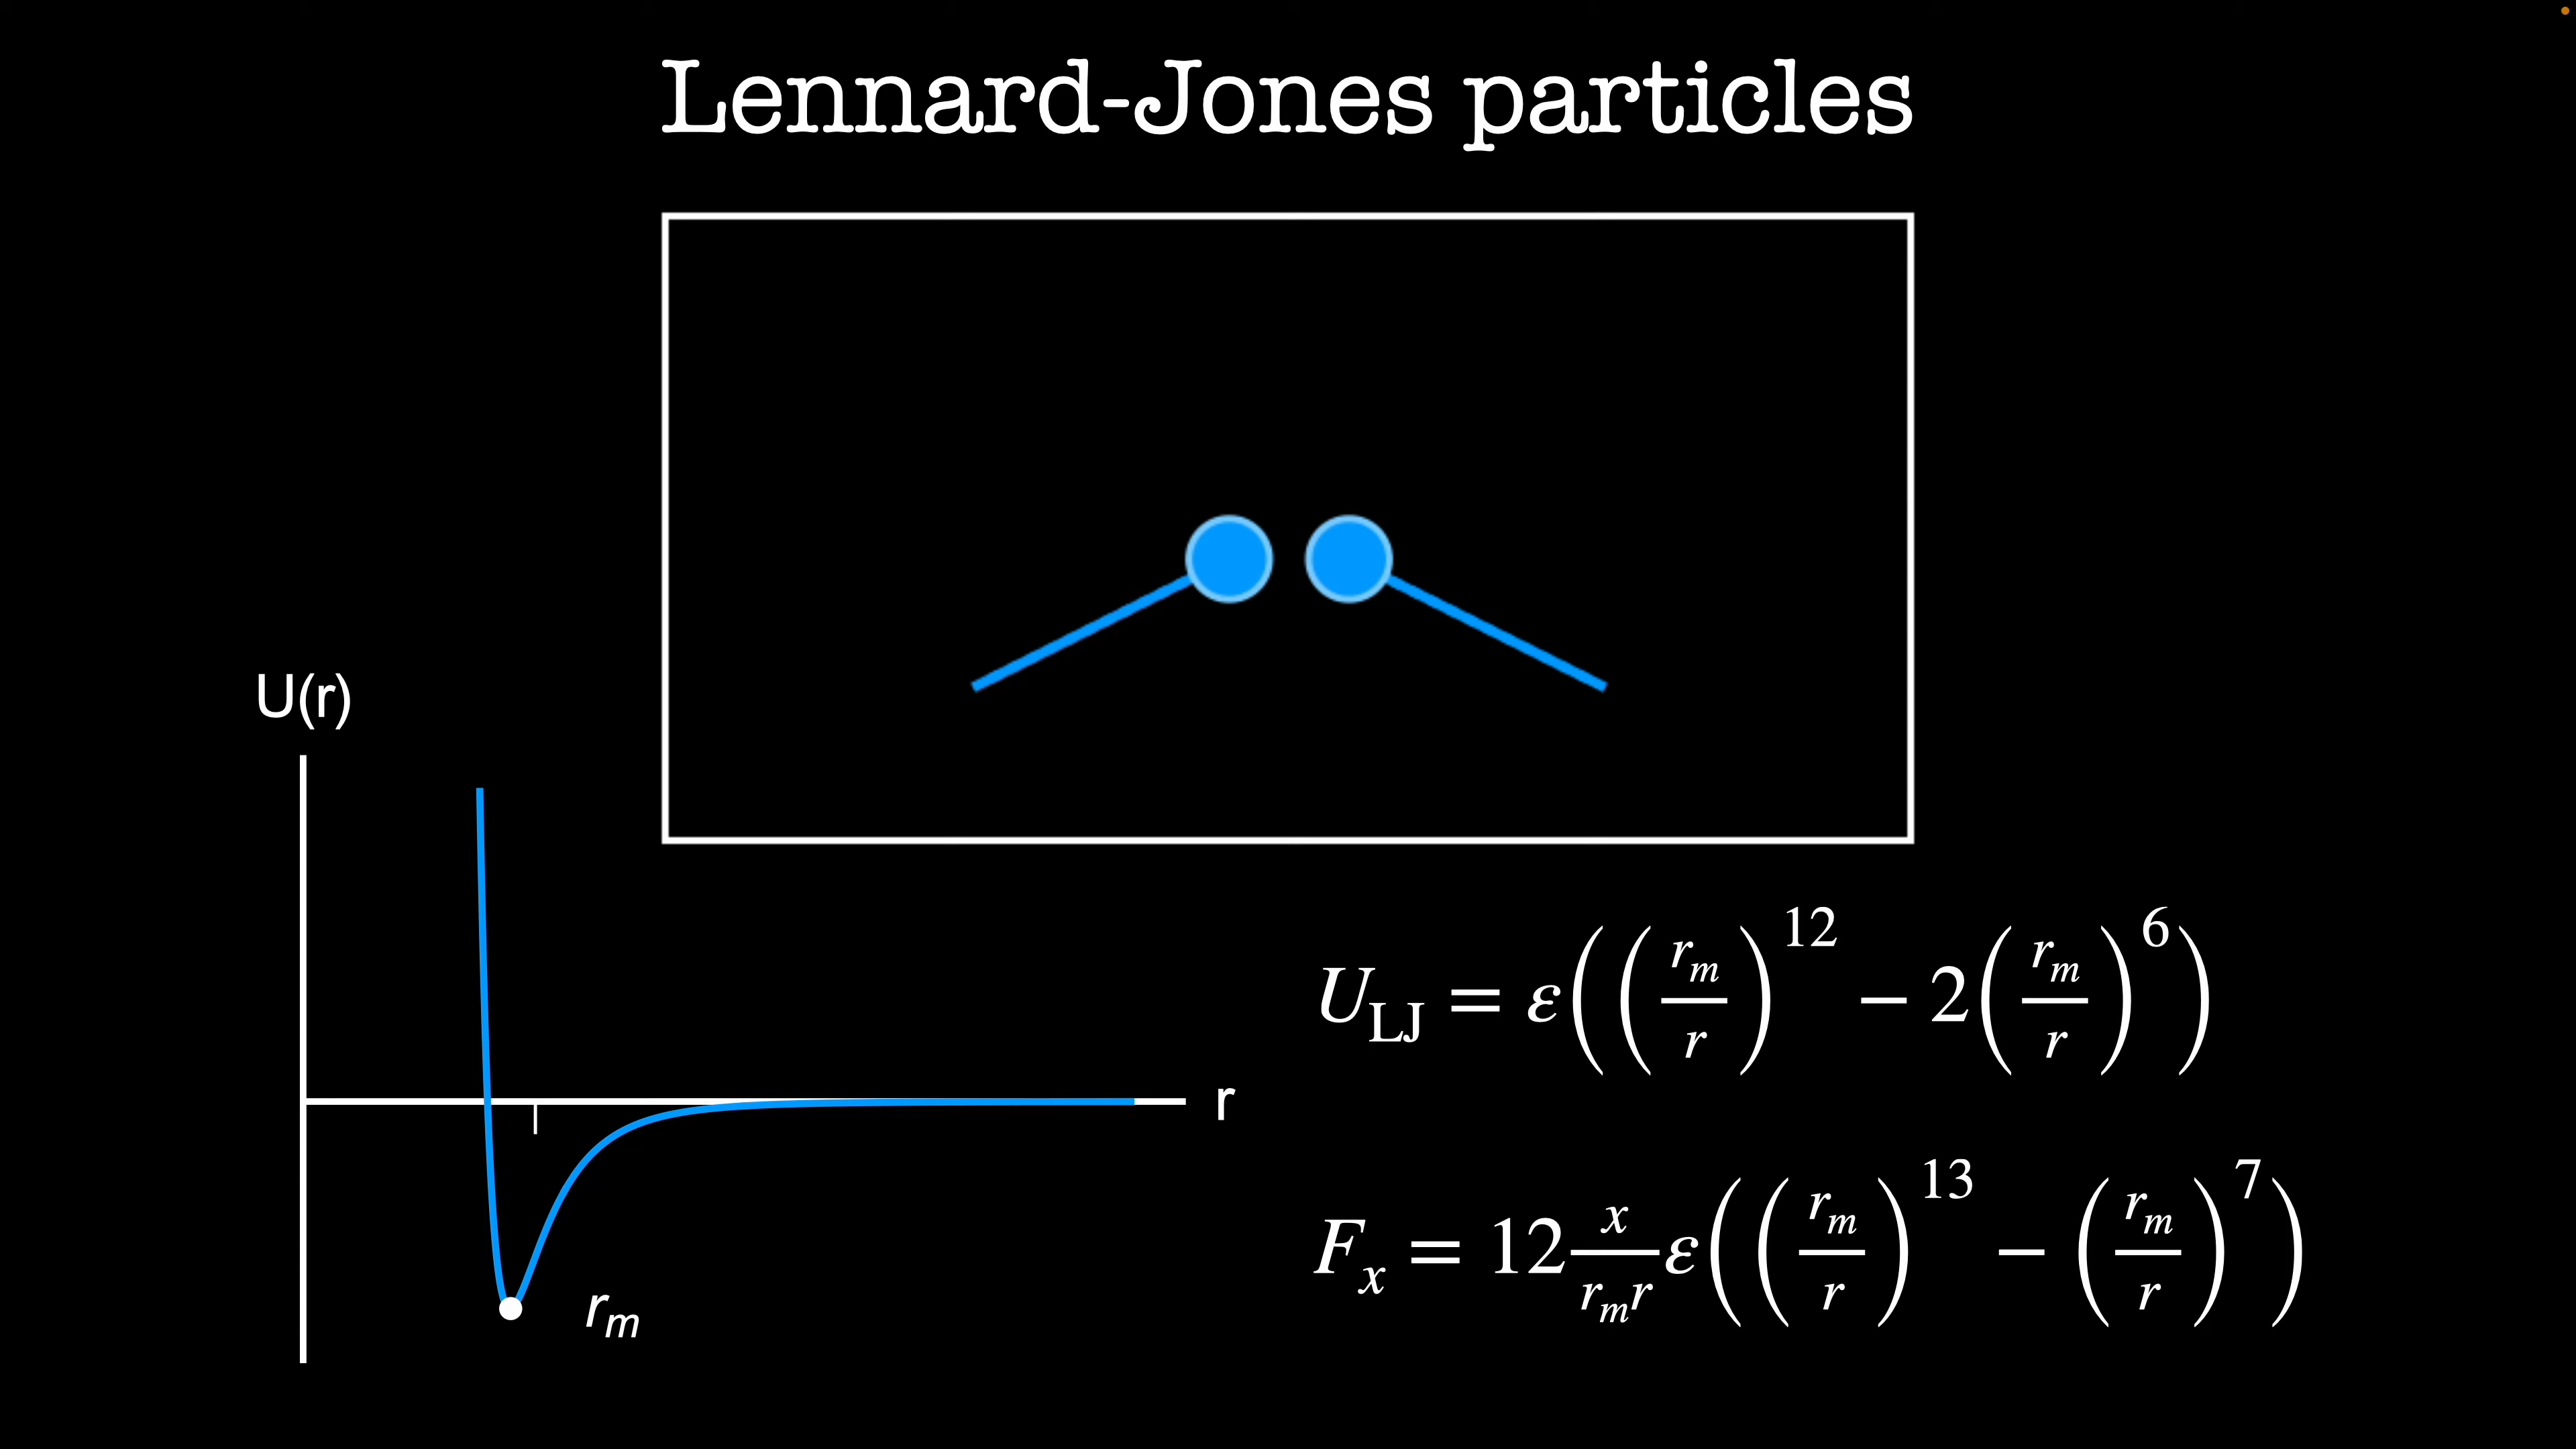 Lennard-Jones particles
U(r)
r
r_m
U_LJ = ε((r_m/r)^12 − 2(r_m/r)^6)
F_x = 12 x/(r_m r) ε((r_m/r)^13 − (r_m/r)^7)